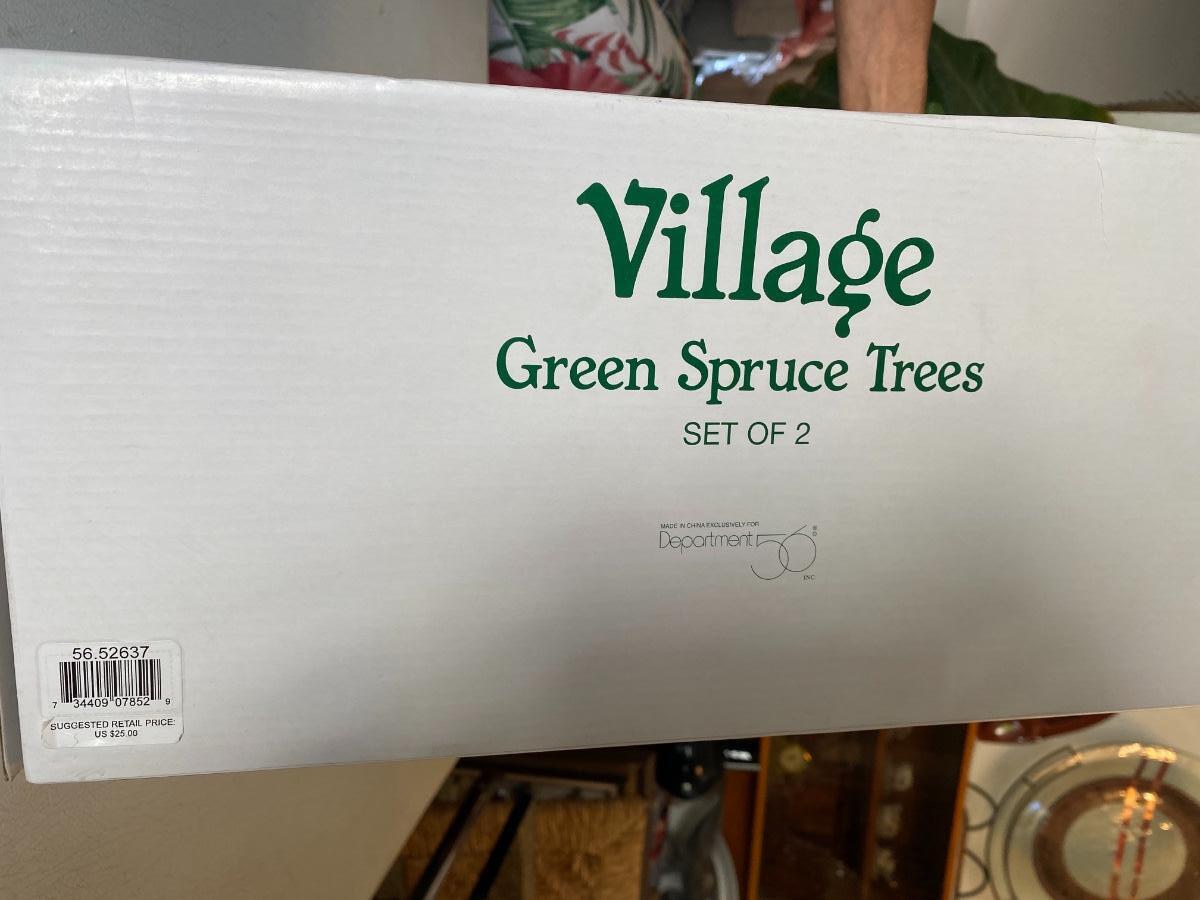 Village
Green Spruce Trees
SET OF 2
MADE IN CHINA EXCLUSIVELY FOR
Department 56 ®
INC.
56.52637
7 34409 07852 9
SUGGESTED RETAIL PRICE:
US $25.00